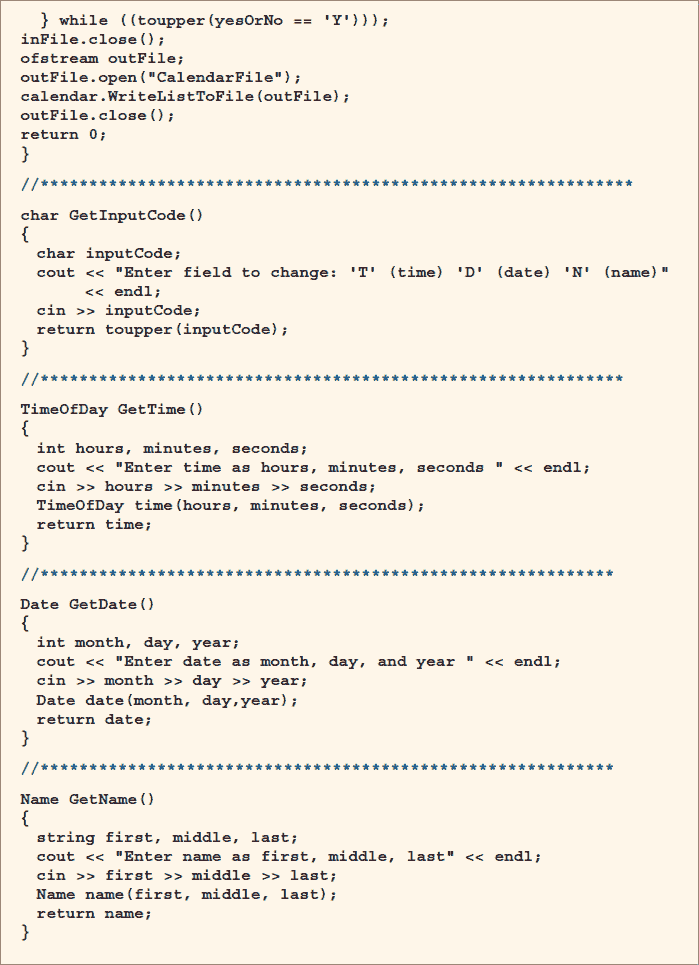 } while ((toupper(yesOrNo == 'Y')));
inFile.close();
ofstream outFile;
outFile.open("CalendarFile");
calendar.WriteListToFile(outFile);
outFile.close();
return 0;
}
//*************************************************************
char GetInputCode()
{
char inputCode;
cout << "Enter field to change: 'T' (time) 'D' (date) 'N' (name)"
<< endl;
cin >> inputCode;
return toupper(inputCode);
}
//************************************************************
TimeOfDay GetTime()
{
int hours, minutes, seconds;
cout << "Enter time as hours, minutes, seconds " << endl;
cin >> hours >> minutes >> seconds;
TimeOfDay time(hours, minutes, seconds);
return time;
}
//***********************************************************
Date GetDate()
{
int month, day, year;
cout << "Enter date as month, day, and year " << endl;
cin >> month >> day >> year;
Date date(month, day,year);
return date;
}
//***********************************************************
Name GetName()
{
string first, middle, last;
cout << "Enter name as first, middle, last" << endl;
cin >> first >> middle >> last;
Name name(first, middle, last);
return name;
}